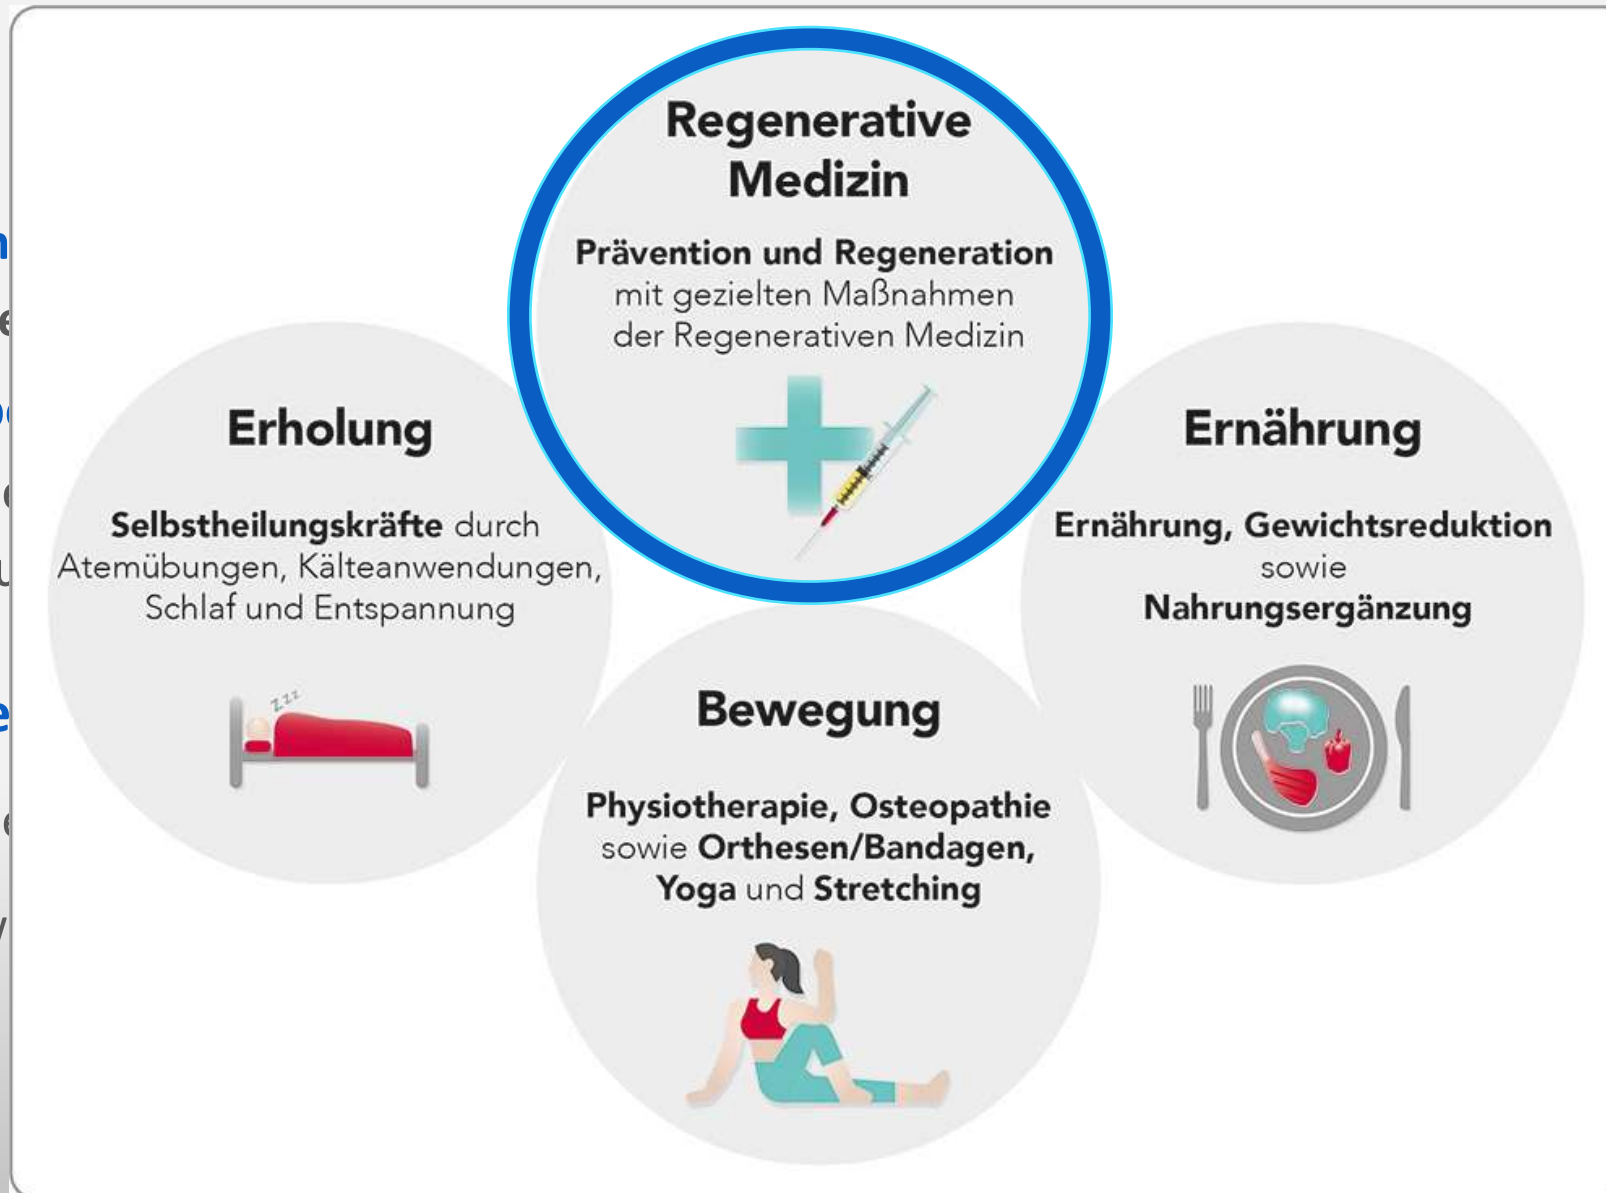 Regenerative
Medizin
Prävention und Regeneration
mit gezielten Maßnahmen
der Regenerativen Medizin
Erholung
Selbstheilungskräfte durch
Atemübungen, Kälteanwendungen,
Schlaf und Entspannung
zzz
Ernährung
Ernährung, Gewichtsreduktion
sowie
Nahrungsergänzung
Bewegung
Physiotherapie, Osteopathie
sowie Orthesen/Bandagen,
Yoga und Stretching